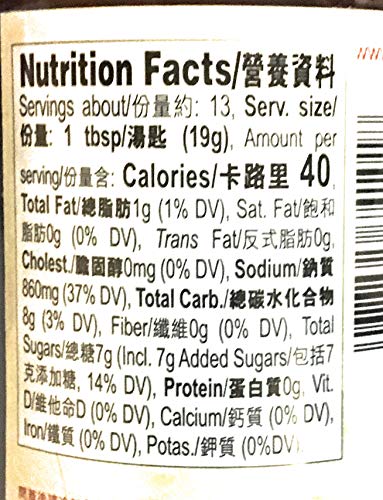 Nutrition Facts/營養資料
Servings about/份量約: 13, Serv. size/
份量: 1 tbsp/湯匙 (19g), Amount per
serving/份量含: Calories/卡路里 40,
Total Fat/總脂肪1g (1% DV), Sat. Fat/飽和
脂肪0g (0% DV), Trans Fat/反式脂肪0g,
Cholest./膽固醇0mg (0% DV), Sodium/鈉質
860mg (37% DV), Total Carb./總碳水化合物
8g (3% DV), Fiber/纖維0g (0% DV), Total
Sugars/總糖7g (Incl. 7g Added Sugars/包括7
克添加糖, 14% DV), Protein/蛋白質0g, Vit.
D/維他命D (0% DV), Calcium/鈣質 (0% DV),
Iron/鐵質 (0% DV), Potas./鉀質 (0%DV).